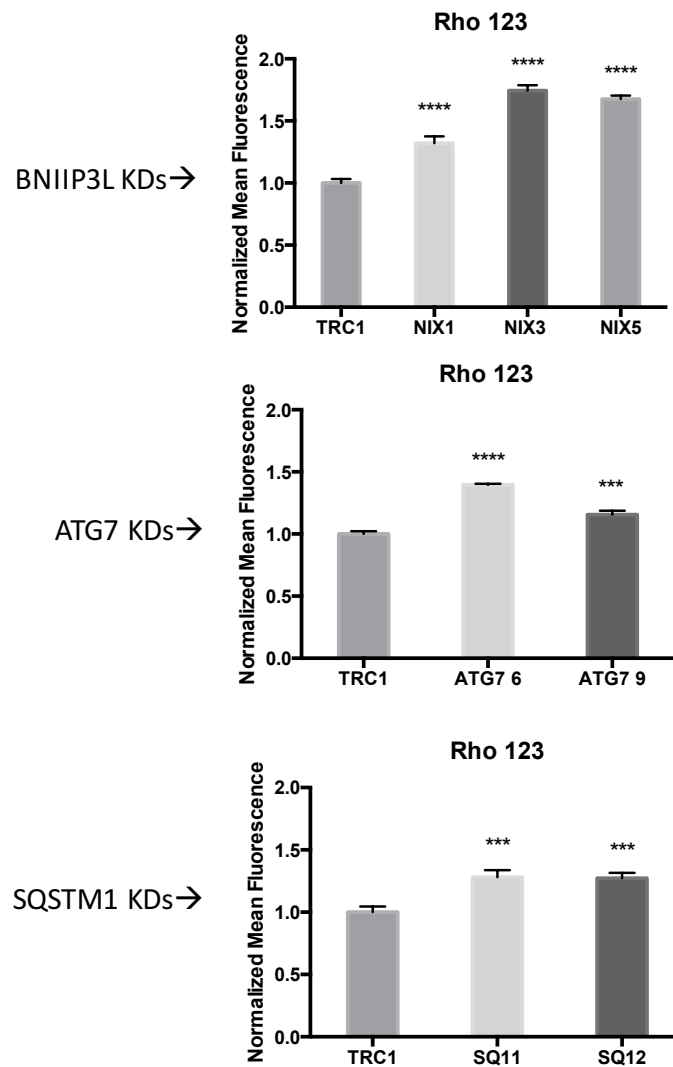 Rho 123
Normalized Mean Fluorescence
2.0
****
****
****
1.5
BNIIP3L KDs→
1.0
0.5
0.0
TRC1 NIX1 NIX3 NIX5
Rho 123
Normalized Mean Fluorescence
2.0
****
1.5
***
ATG7 KDs→
1.0
0.5
0.0
TRC1 ATG7 6 ATG7 9
Rho 123
Normalized Mean Fluorescence
2.0
*** ***
1.5
SQSTM1 KDs→
1.0
0.5
0.0
TRC1 SQ11 SQ12